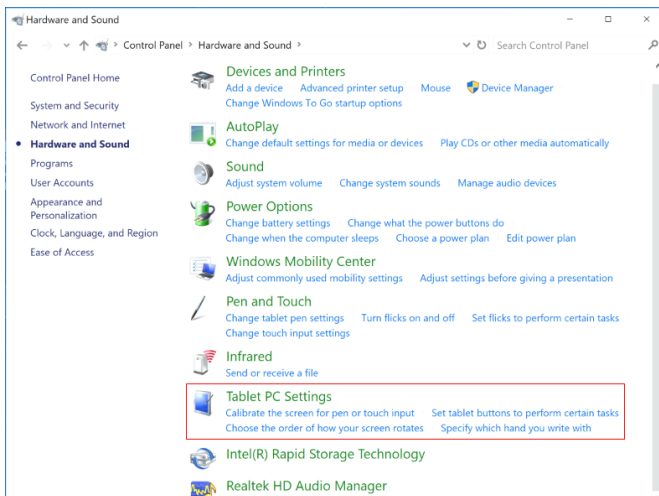 Hardware and Sound
Control Panel > Hardware and Sound >
Search Control Panel
Control Panel Home
System and Security
Network and Internet
Hardware and Sound
Programs
User Accounts
Appearance and
Personalization
Clock, Language, and Region
Ease of Access
Devices and Printers
Add a device Advanced printer setup Mouse Device Manager
Change Windows To Go startup options
AutoPlay
Change default settings for media or devices Play CDs or other media automatically
Sound
Adjust system volume Change system sounds Manage audio devices
Power Options
Change battery settings Change what the power buttons do
Change when the computer sleeps Choose a power plan Edit power plan
Windows Mobility Center
Adjust commonly used mobility settings Adjust settings before giving a presentation
Pen and Touch
Change tablet pen settings Turn flicks on and off Set flicks to perform certain tasks
Change touch input settings
Infrared
Send or receive a file
Tablet PC Settings
Calibrate the screen for pen or touch input Set tablet buttons to perform certain tasks
Choose the order of how your screen rotates Specify which hand you write with
Intel(R) Rapid Storage Technology
Realtek HD Audio Manager